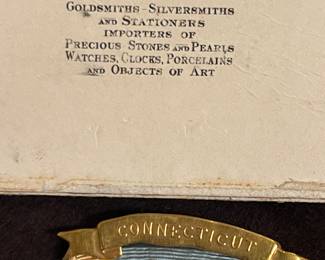 GOLDSMITHS-SILVERSMITHS
AND STATIONERS
IMPORTERS OF
PRECIOUS STONES AND PEARLS
WATCHES, CLOCKS, PORCELAINS
AND OBJECTS OF ART
CONNECTICUT